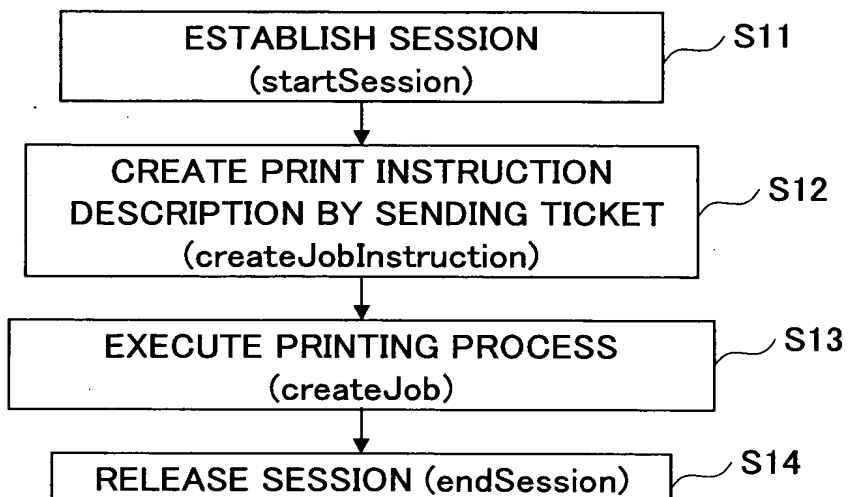 ESTABLISH SESSION
(startSession)
S11
CREATE PRINT INSTRUCTION
DESCRIPTION BY SENDING TICKET
(createJobInstruction)
S12
EXECUTE PRINTING PROCESS
(createJob)
S13
RELEASE SESSION (endSession)
S14